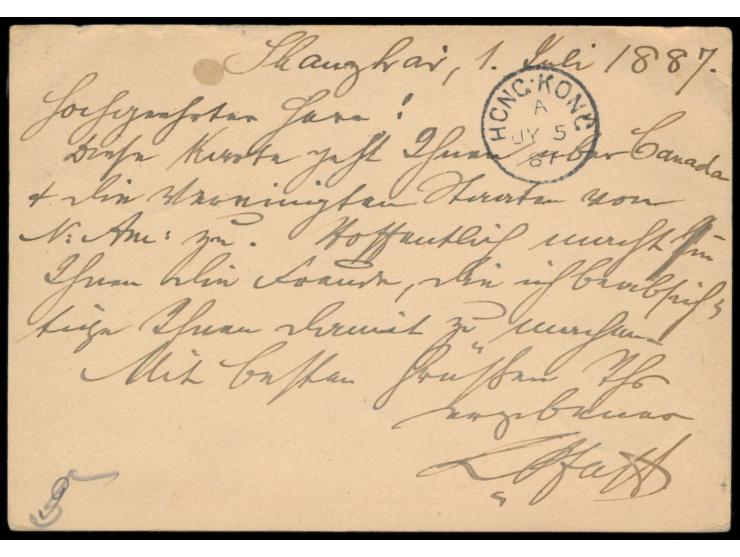 Shanghai, 1. Juli 1887.
Hochgeehrter Herr!
HONG-KONG
A
JY 5
87
Diese Karte geht Ihnen über Canada
+ die Vereinigten Staaten von
N: Am: zu. Hoffentlich macht sie
Ihnen die Freude, die ich beabsich-
tige Ihnen damit zu machen.
Mit besten Grüßen Ihr
ergebener
Pfaff